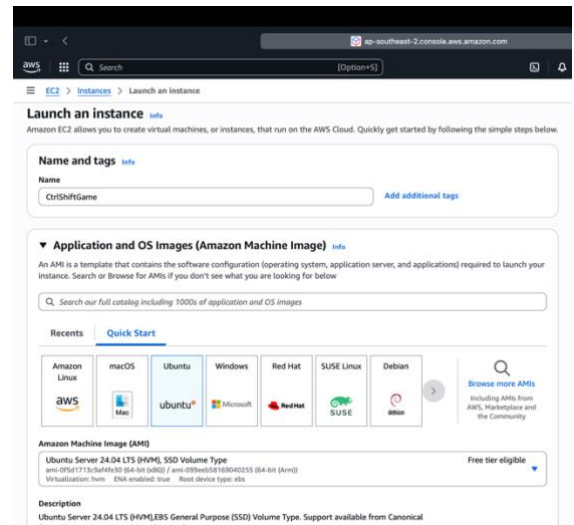 ap-southeast-2.console.aws.amazon.com
aws
Search
[Option+S]
EC2 > Instances > Launch an instance
Launch an instance Info
Amazon EC2 allows you to create virtual machines, or instances, that run on the AWS Cloud. Quickly get started by following the simple steps below.
Name and tags Info
Name
CtrlShiftGame
Add additional tags
Application and OS Images (Amazon Machine Image) Info
An AMI is a template that contains the software configuration (operating system, application server, and applications) required to launch your
instance. Search or Browse for AMIs if you don't see what you are looking for
below
Search our full catalog including 1000s of application and OS images
Recents Quick Start
Amazon Linux
aws
macOS
Mac
Ubuntu
ubuntu
Windows
Microsoft
Red Hat
Red Hat
SUSE Linux
SUSE
Debian
debian
Browse more AMIs
Including AMIs from
AWS, Marketplace and
the Community
Amazon Machine Image (AMI)
Ubuntu Server 24.04 LTS (HVM), SSD Volume Type
(64-bit (x86)) / ami-099eeb58169040255 (64-bit (Arm))
Virtualization: hvm ENA enabled: true Root device type: ebs
Free tier eligible
Description
Ubuntu Server 24.04 LTS (HVM),EBS General Purpose (SSD) Volume Type. Support available from Canonical